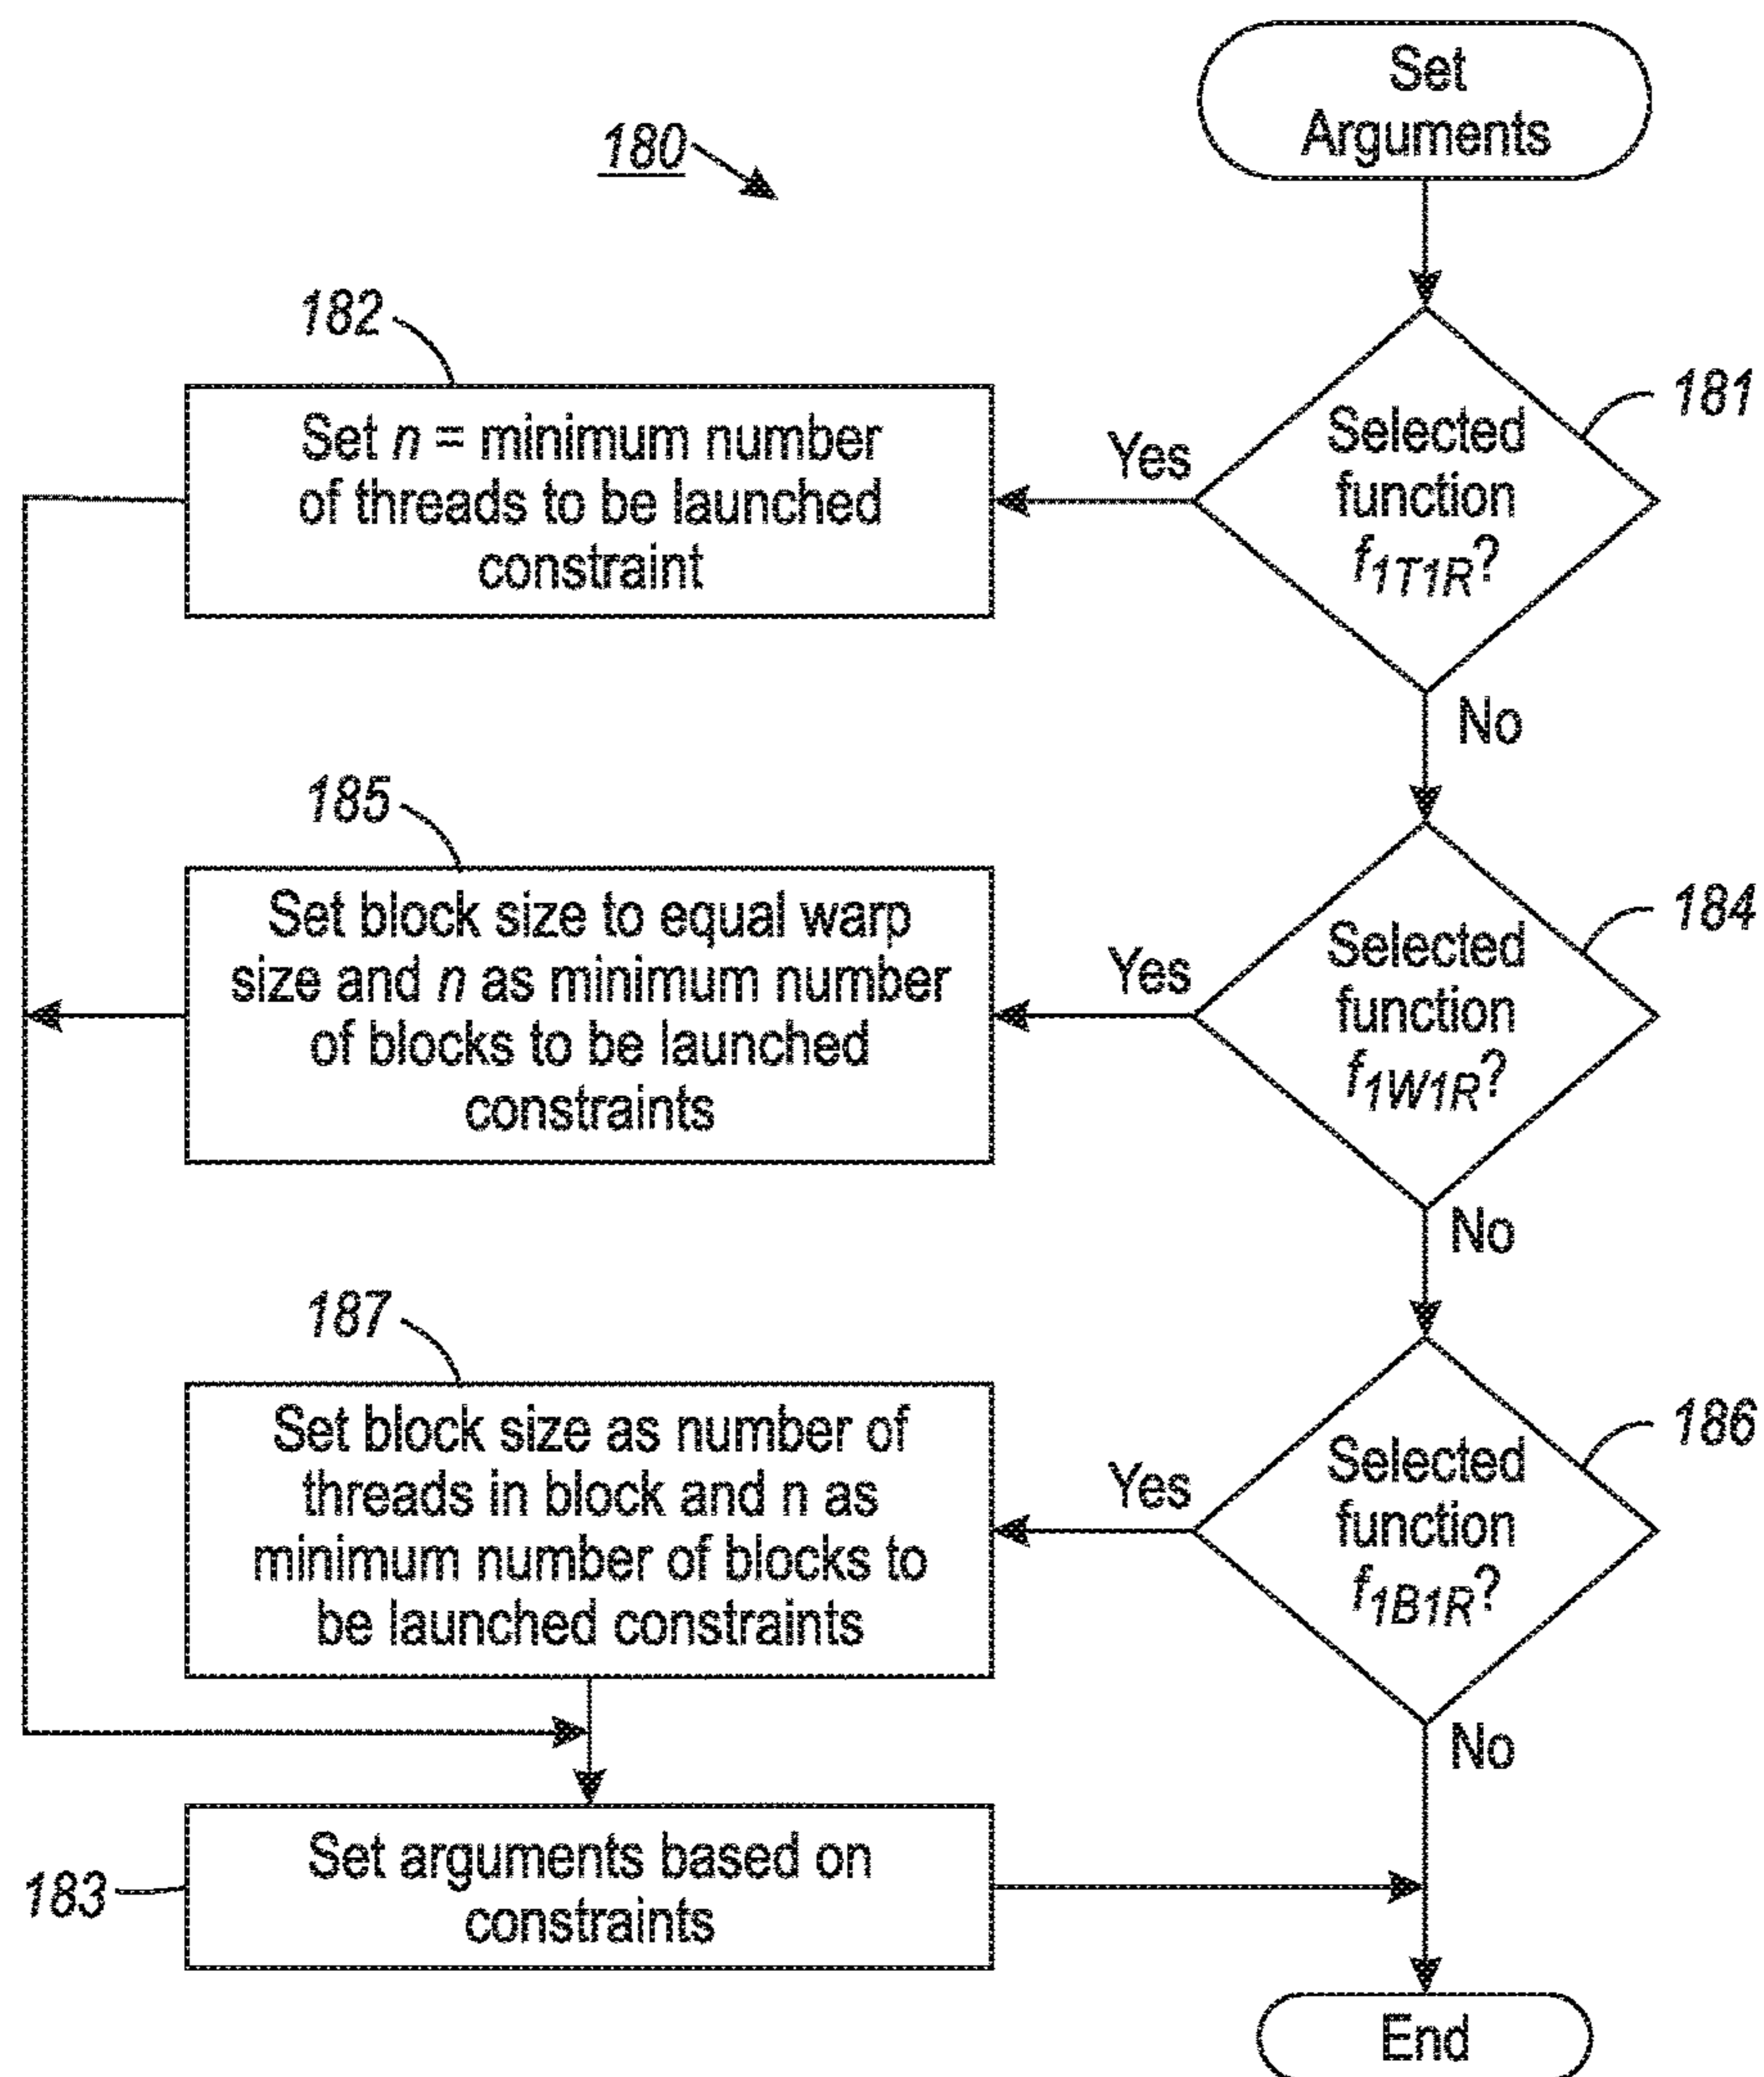 Set
Arguments
180
182
Set n = minimum number
of threads to be launched
constraint
Yes
Selected
function
f1T1R?
181
No
185
Set block size to equal warp
size and n as minimum number
of blocks to be launched
constraints
Yes
Selected
function
f1W1R?
184
No
187
Set block size as number of
threads in block and n as
minimum number of blocks to
be launched constraints
Yes
Selected
function
f1B1R?
186
No
183
Set arguments based on
constraints
End